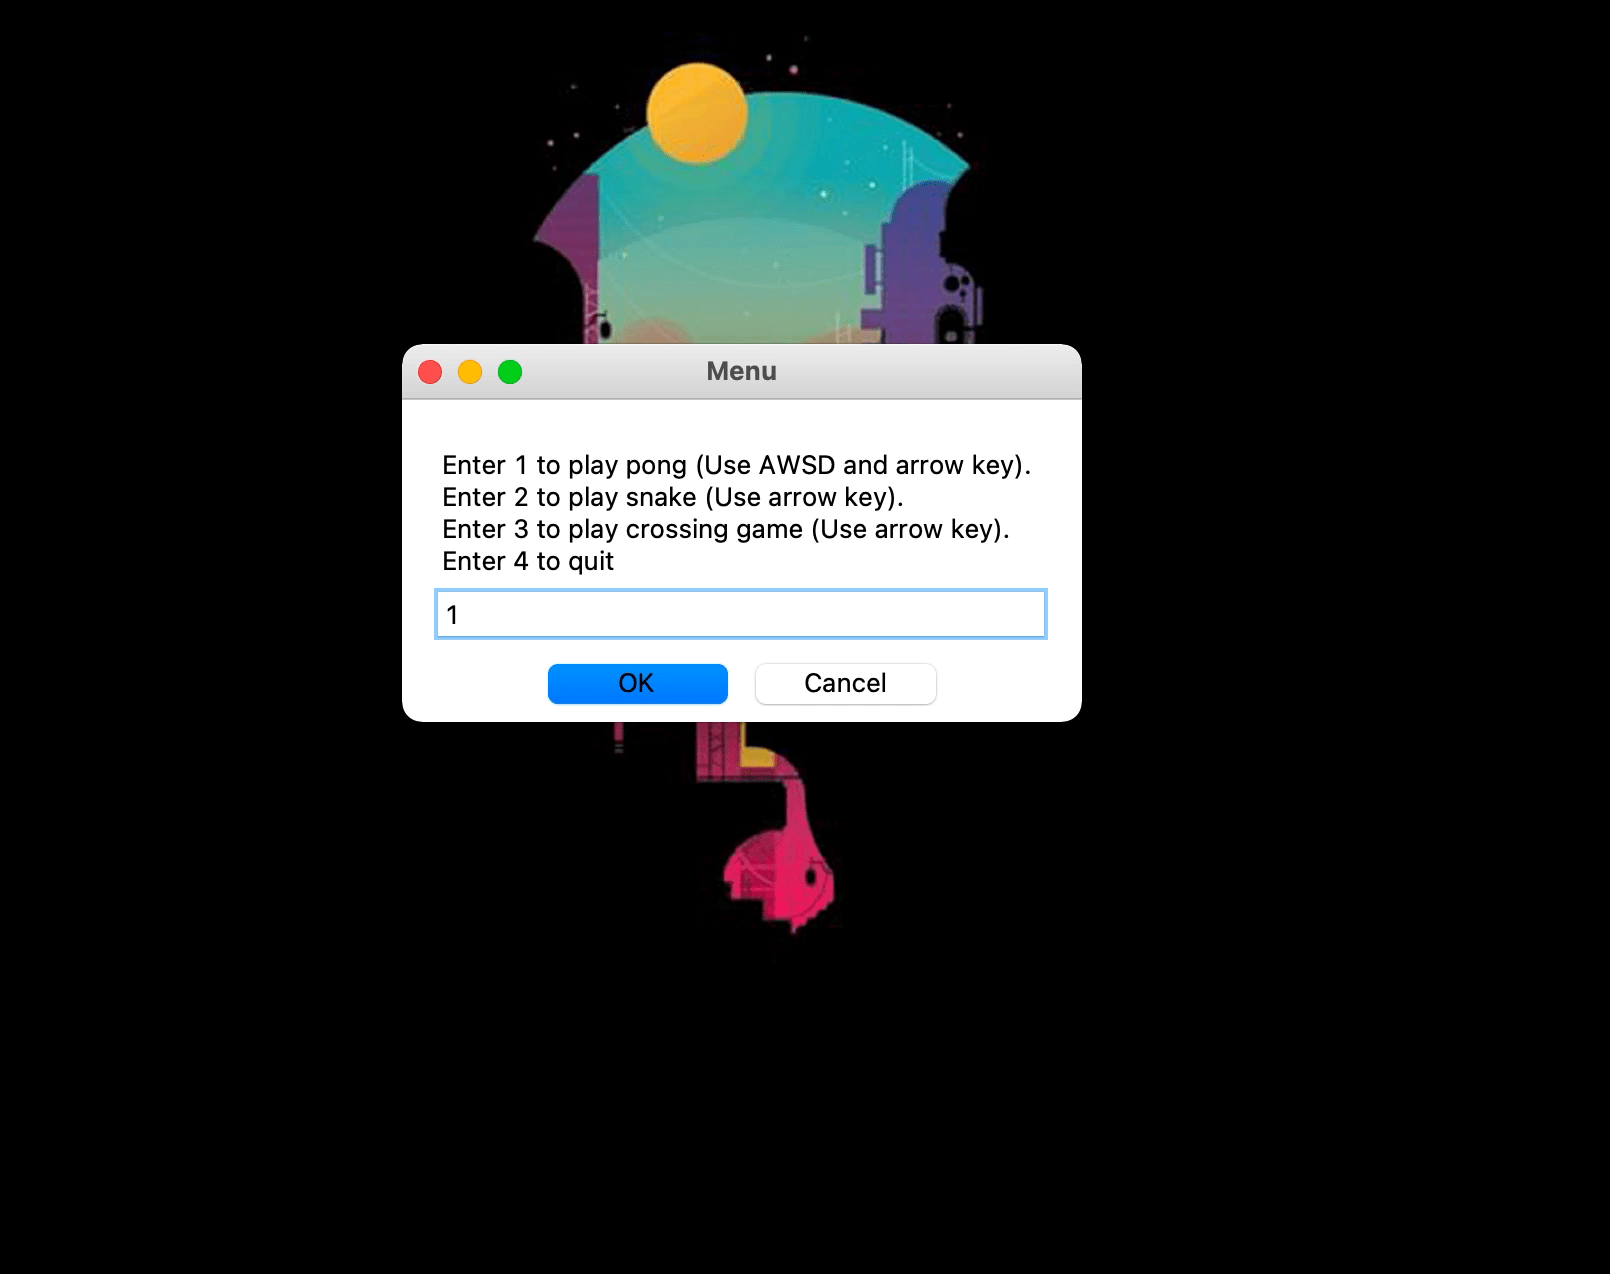 Menu
Enter 1 to play pong (Use AWSD and arrow key).
Enter 2 to play snake (Use arrow key).
Enter 3 to play crossing game (Use arrow key).
Enter 4 to quit
1
OK Cancel